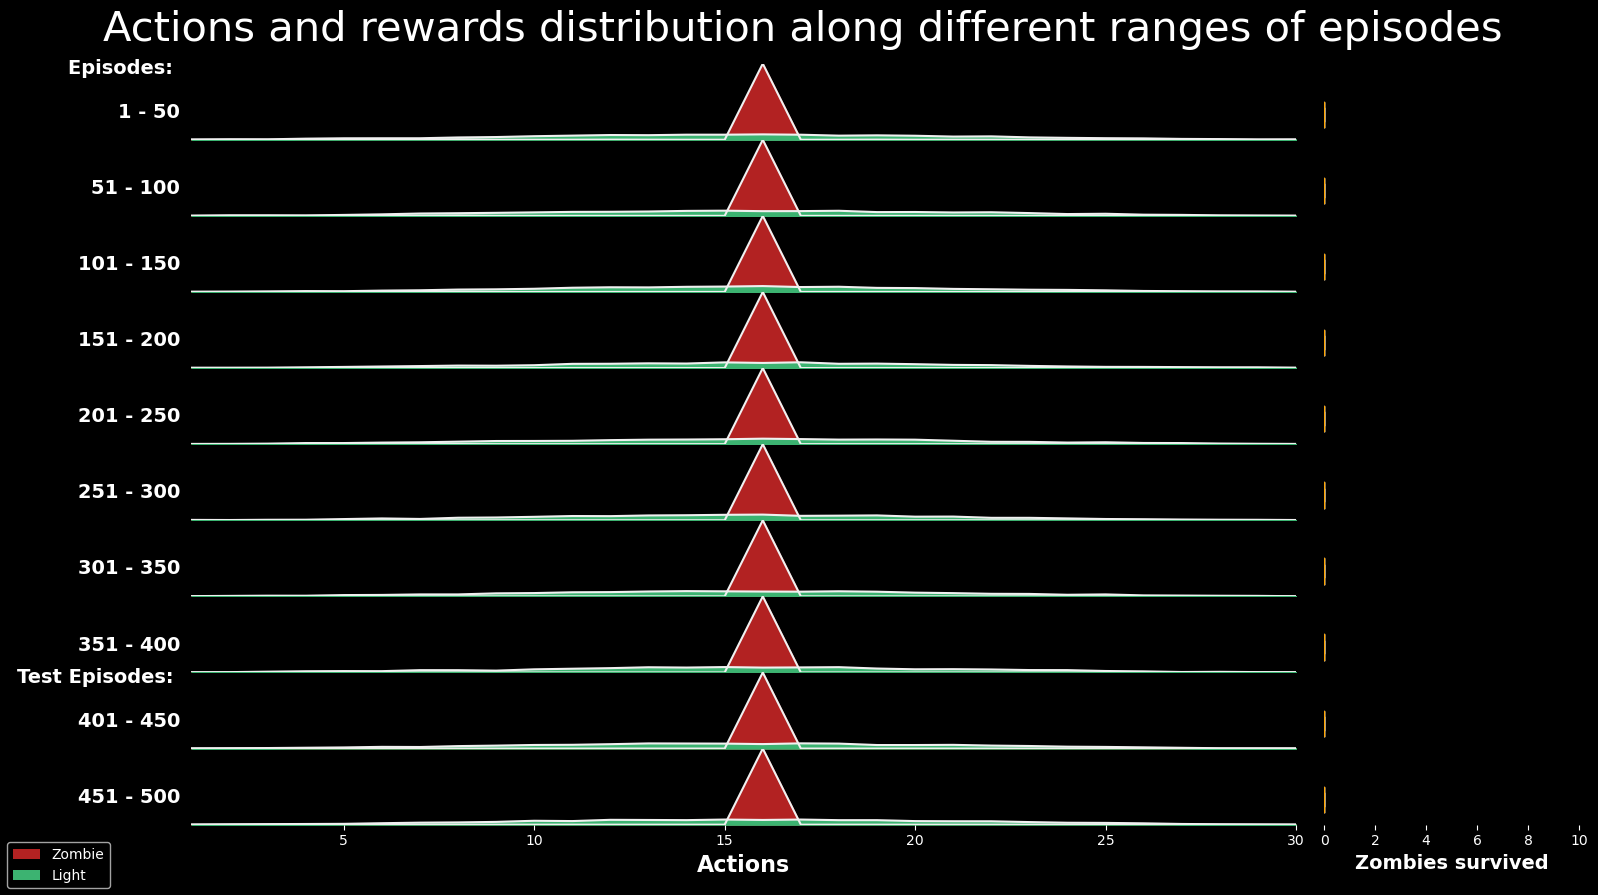 Actions and rewards distribution along different ranges of episodes
Episodes:
1 - 50
51 - 100
101 - 150
151 - 200
201 - 250
251 - 300
301 - 350
351 - 400
Test Episodes:
401 - 450
451 - 500
5 10 15 20 25 30 0 2 4 6 8 10
Actions
Zombies survived
Zombie
Light